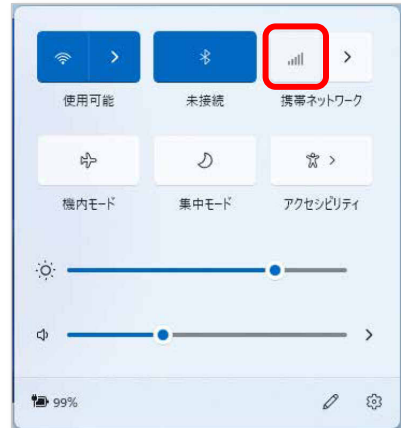 使用可能
未接続
携帯ネットワーク
機内モード
集中モード
アクセシビリティ
99%